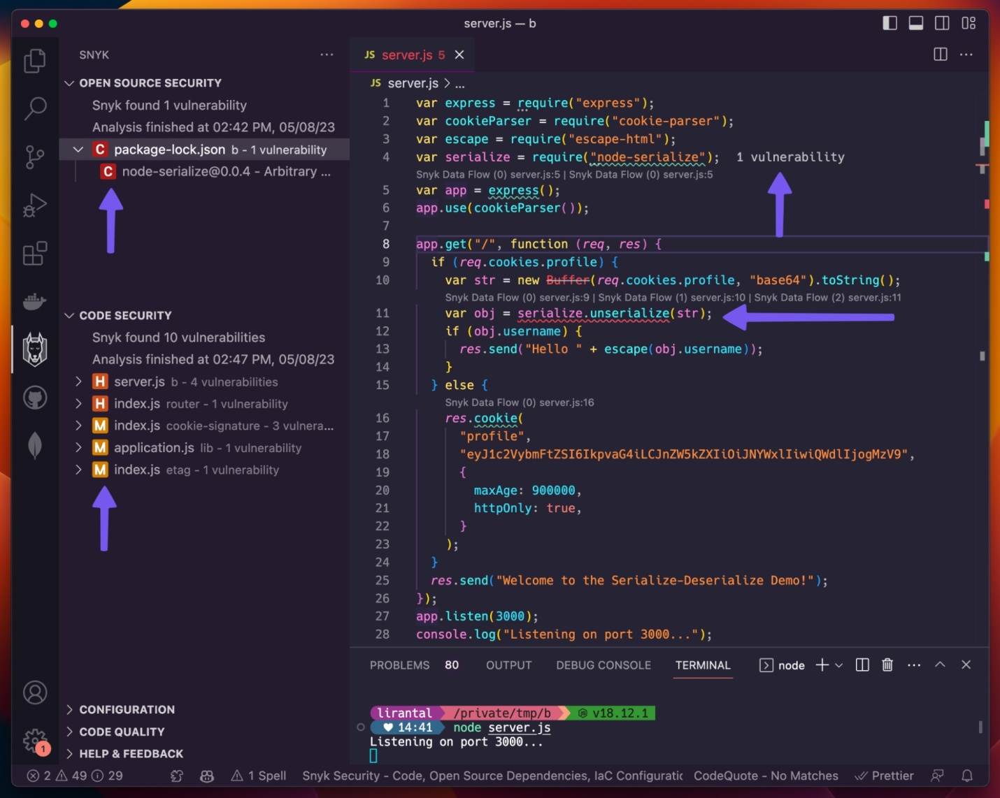 server.js — b
SNYK
OPEN SOURCE SECURITY
Snyk found 1 vulnerability
Analysis finished at 02:42 PM, 05/08/23
C package-lock.json b - 1 vulnerability
C node-serialize@0.0.4 - Arbitrary ...
CODE SECURITY
Snyk found 10 vulnerabilities
Analysis finished at 02:47 PM, 05/08/23
H server.js b - 4 vulnerabilities
H index.js router - 1 vulnerability
M index.js cookie-signature - 3 vulnera...
M application.js lib - 1 vulnerability
M index.js etag - 1 vulnerability
CONFIGURATION
CODE QUALITY
HELP & FEEDBACK
1
JS server.js 5
JS server.js > ...
1 var express = require("express");
2 var cookieParser = require("cookie-parser");
3 var escape = require("escape-html");
4 var serialize = require("node-serialize"); 1 vulnerability
Snyk Data Flow (0) server.js:5 | Snyk Data Flow (0) server.js:5
5 var app = express();
6 app.use(cookieParser());
7
8 app.get("/", function (req, res) {
9 if (req.cookies.profile) {
10 var str = new Buffer(req.cookies.profile, "base64").toString();
Snyk Data Flow (0) server.js:9 | Snyk Data Flow (1) server.js:10 | Snyk Data Flow (2) server.js:11
11 var obj = serialize.unserialize(str);
12 if (obj.username) {
13 res.send("Hello " + escape(obj.username));
14 }
15 } else {
Snyk Data Flow (0) server.js:16
16 res.cookie(
17 "profile",
18 "eyJ1c2VybmFtZSI6IkpvaG4iLCJnZW5kZXIiOiJNYWxlIiwiQWdlIjogMzV9",
19 {
20 maxAge: 900000,
21 httpOnly: true,
22 }
23 );
24 }
25 res.send("Welcome to the Serialize-Deserialize Demo!");
26 });
27 app.listen(3000);
28 console.log("Listening on port 3000...");
PROBLEMS 80 OUTPUT DEBUG CONSOLE TERMINAL node
lirantal /private/tmp/b v18.12.1
14:41 node server.js
Listening on port 3000...
2 49 29 1 Spell Snyk Security - Code, Open Source Dependencies, IaC Configuratic CodeQuote - No Matches Prettier